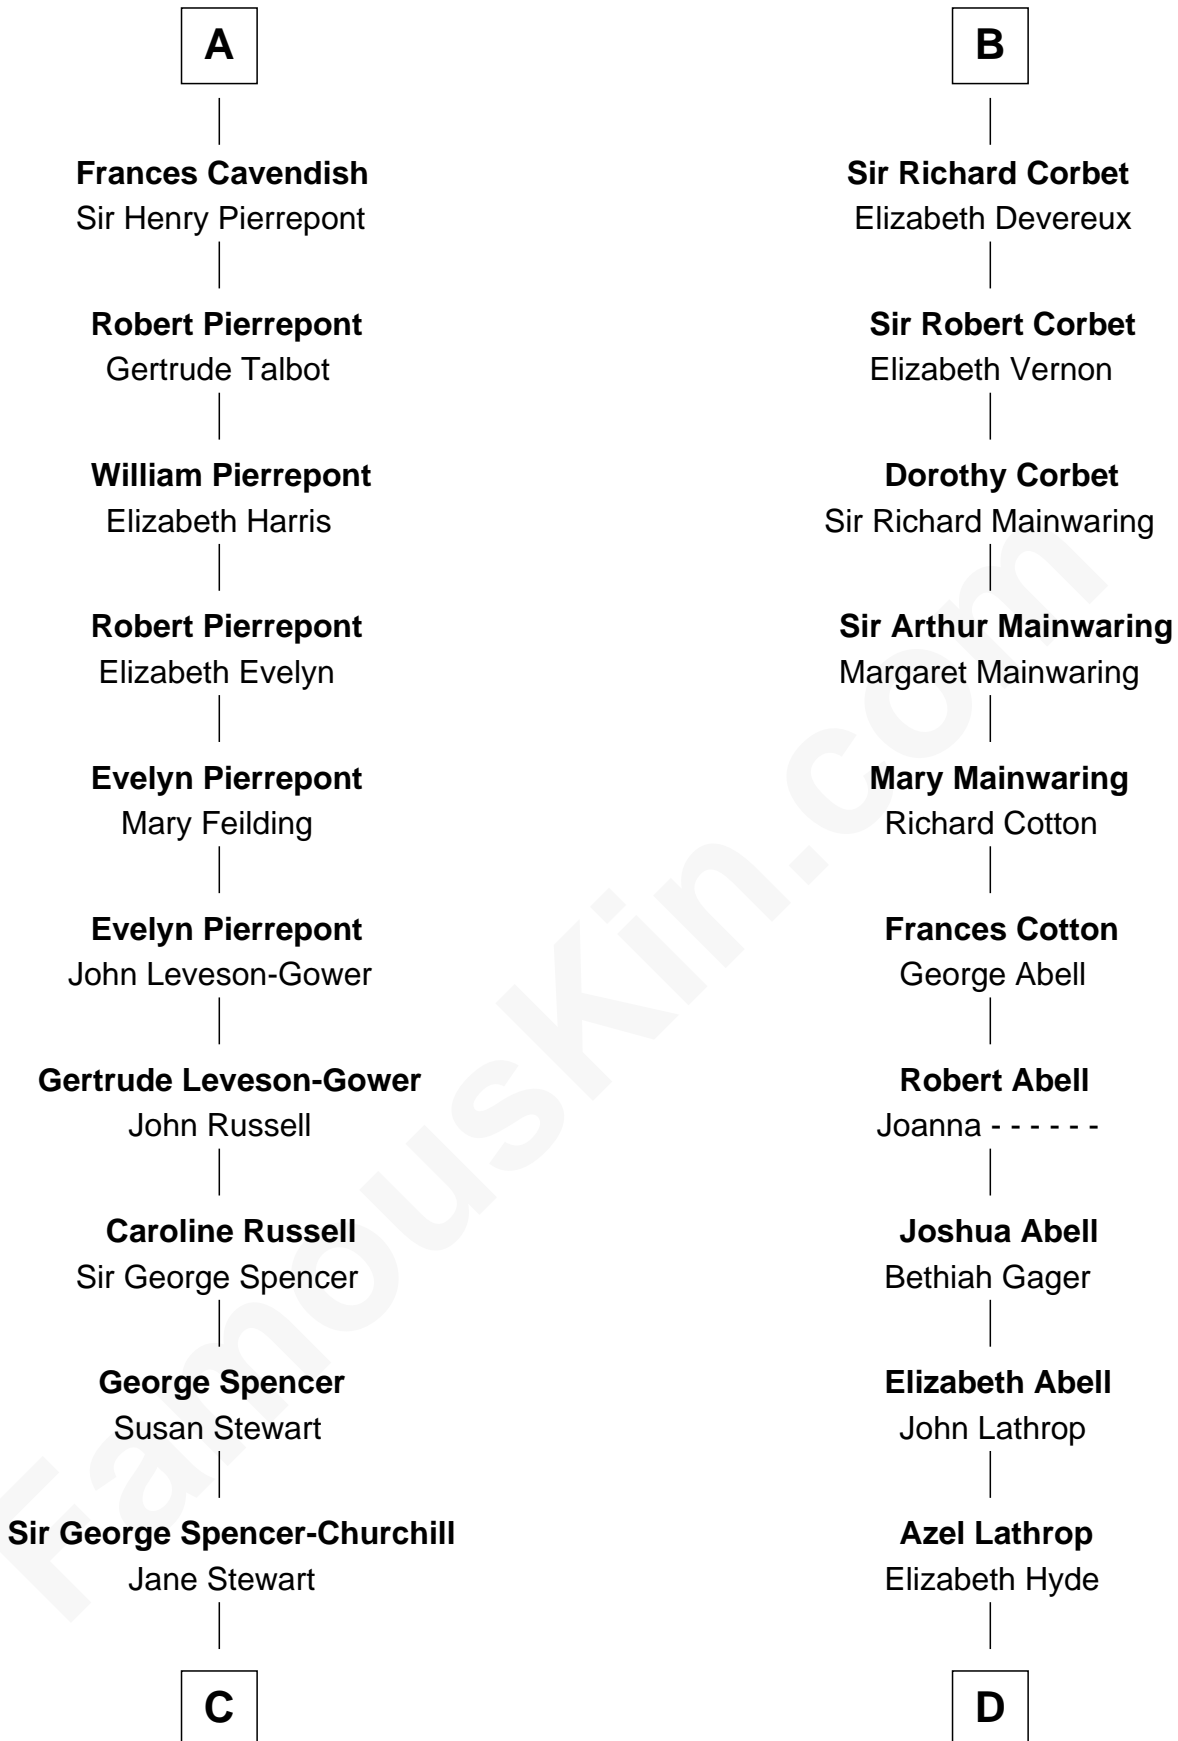 A
Frances Cavendish
Sir Henry Pierrepont
Robert Pierrepont
Gertrude Talbot
William Pierrepont
Elizabeth Harris
Robert Pierrepont
Elizabeth Evelyn
Evelyn Pierrepont
Mary Feilding
Evelyn Pierrepont
John Leveson-Gower
Gertrude Leveson-Gower
John Russell
Caroline Russell
Sir George Spencer
George Spencer
Susan Stewart
Sir George Spencer-Churchill
Jane Stewart
C
B
Sir Richard Corbet
Elizabeth Devereux
Sir Robert Corbet
Elizabeth Vernon
Dorothy Corbet
Sir Richard Mainwaring
Sir Arthur Mainwaring
Margaret Mainwaring
Mary Mainwaring
Richard Cotton
Frances Cotton
George Abell
Robert Abell
Joanna - - - - - -
Joshua Abell
Bethiah Gager
Elizabeth Abell
John Lathrop
Azel Lathrop
Elizabeth Hyde
D
FamousKin.com